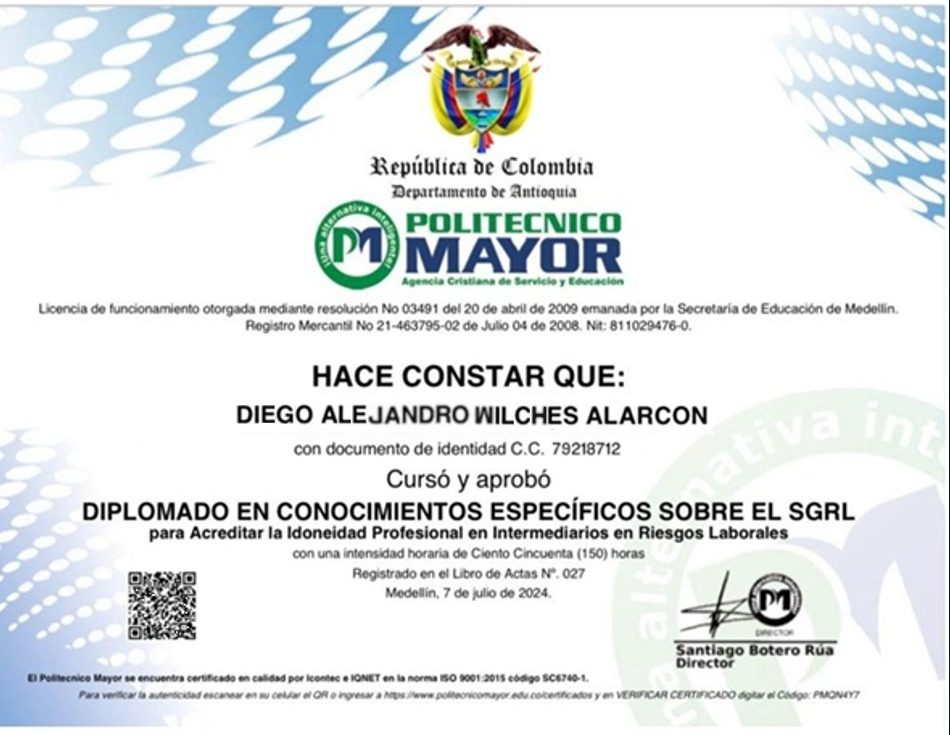 República de Colombia
Departamento de Antioquia
¡Una alternativa inteligente!
PM
POLITECNICO
MAYOR
Agencia Cristiana de Servicio y Educación
Licencia de funcionamiento otorgada mediante resolución No 03491 del 20 de abril de 2009 emanada por la Secretaría de Educación de Medellín.
Registro Mercantil No 21-463795-02 de Julio 04 de 2008. Nit: 811029476-0.
HACE CONSTAR QUE:
DIEGO ALEJANDRO WILCHES ALARCON
con documento de identidad C.C. 79218712
Cursó y aprobó
DIPLOMADO EN CONOCIMIENTOS ESPECÍFICOS SOBRE EL SGRL
para Acreditar la Idoneidad Profesional en Intermediarios en Riesgos Laborales
con una intensidad horaria de Ciento Cincuenta (150) horas
Registrado en el Libro de Actas Nº. 027
Medellín, 7 de julio de 2024.
PM
DIRECTOR
Santiago Botero Rúa
Director
El Politecnico Mayor se encuentra certificado en calidad por Icontec e IQNET en la norma ISO 9001:2015 código SC6740-1.
Para verificar la autenticidad escanear en su celular el QR o ingresar a https://www.politecnicomayor.edu.co/certificados y en VERIFICAR CERTIFICADO digitar el Código: PMQN4Y7